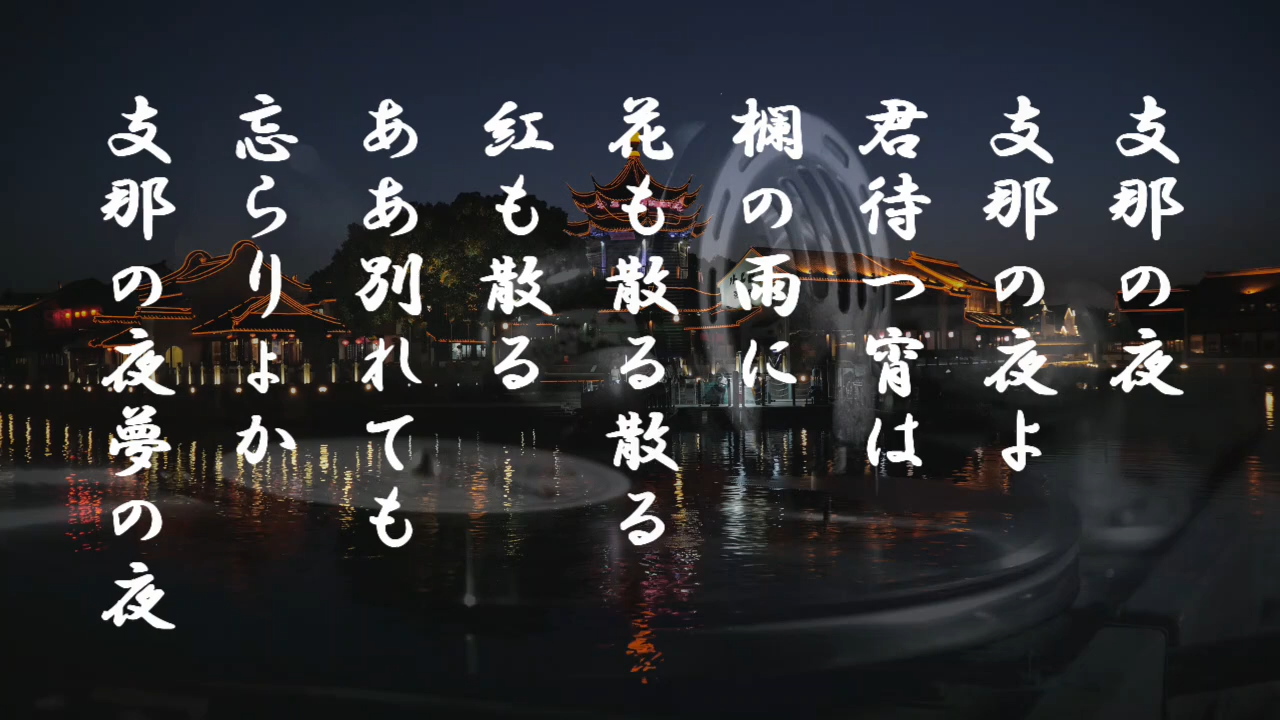 支那の夜
支那の夜よ
君待つ宵は
欄の雨に
花も散る散る
紅も散る
ああ別れても
忘らりょか
支那の夜夢の夜